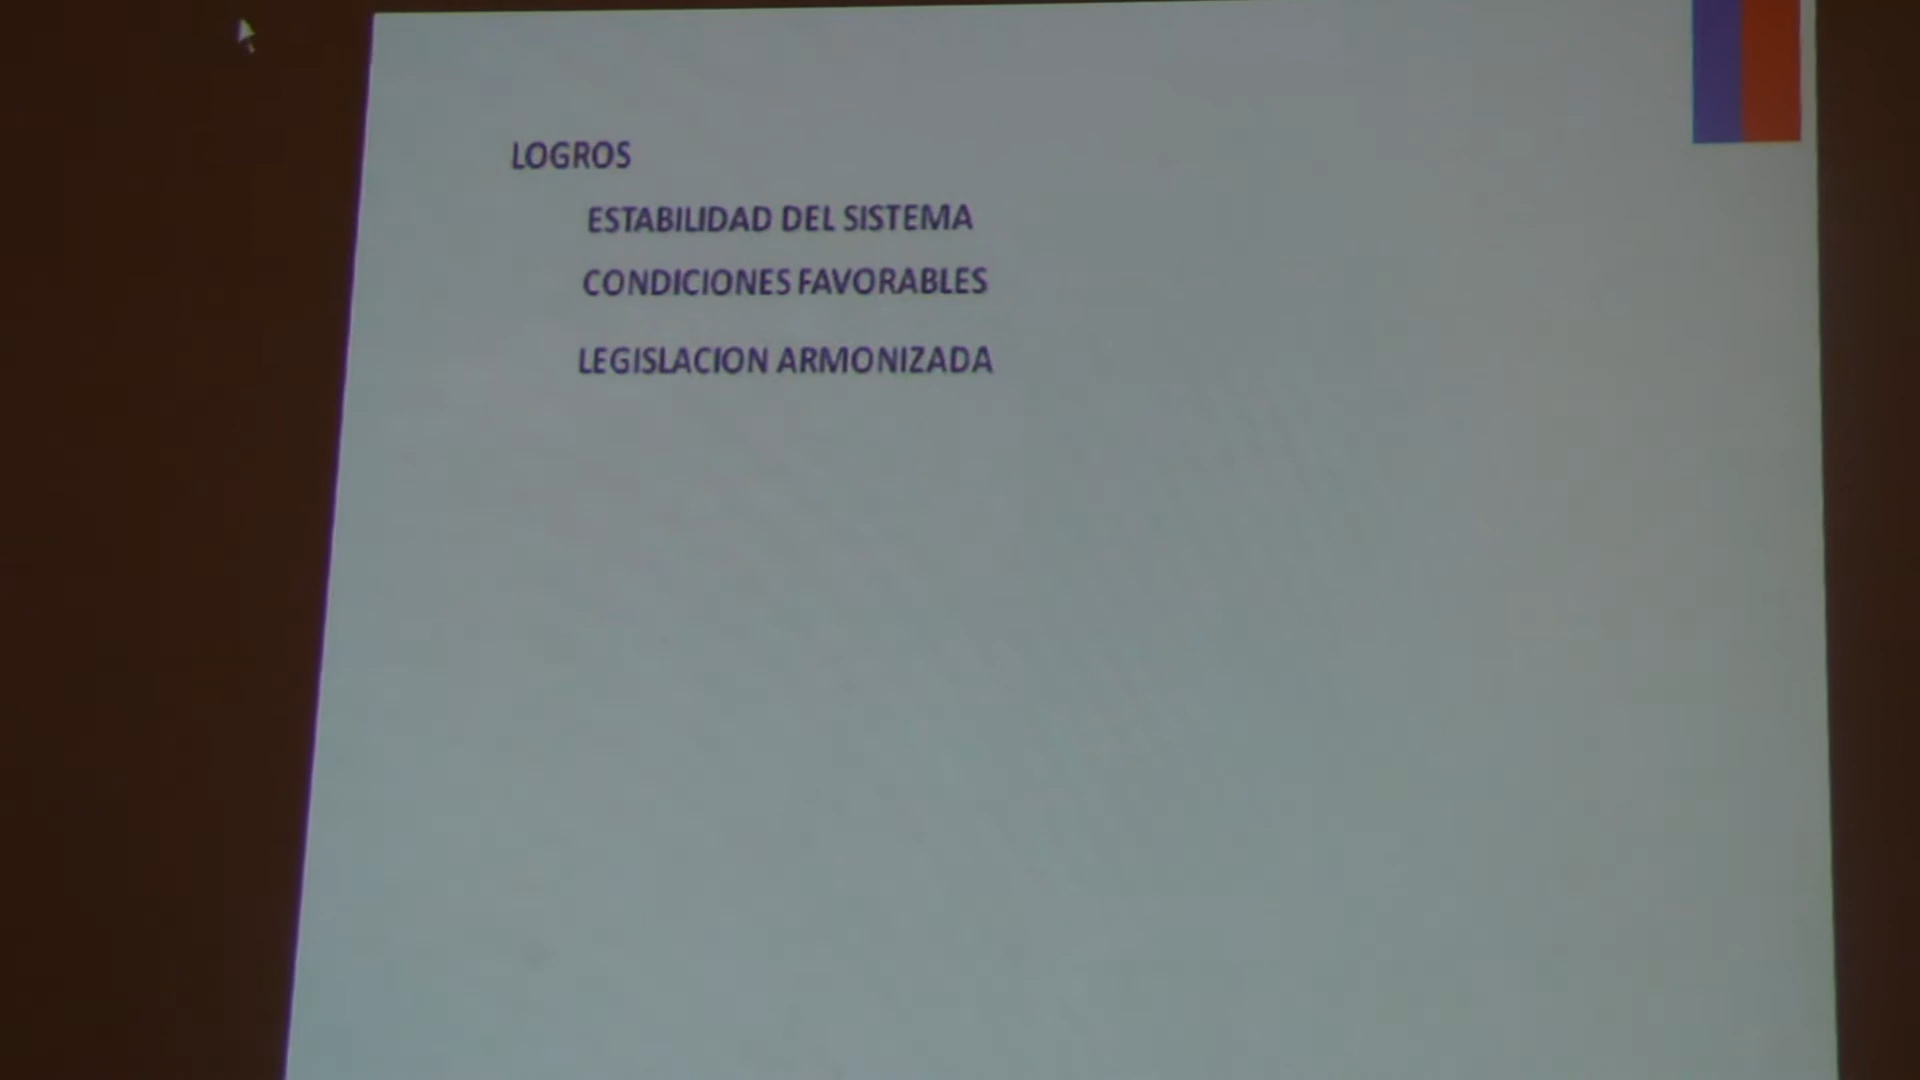 LOGROS
ESTABILIDAD DEL SISTEMA
CONDICIONES FAVORABLES
LEGISLACION ARMONIZADA